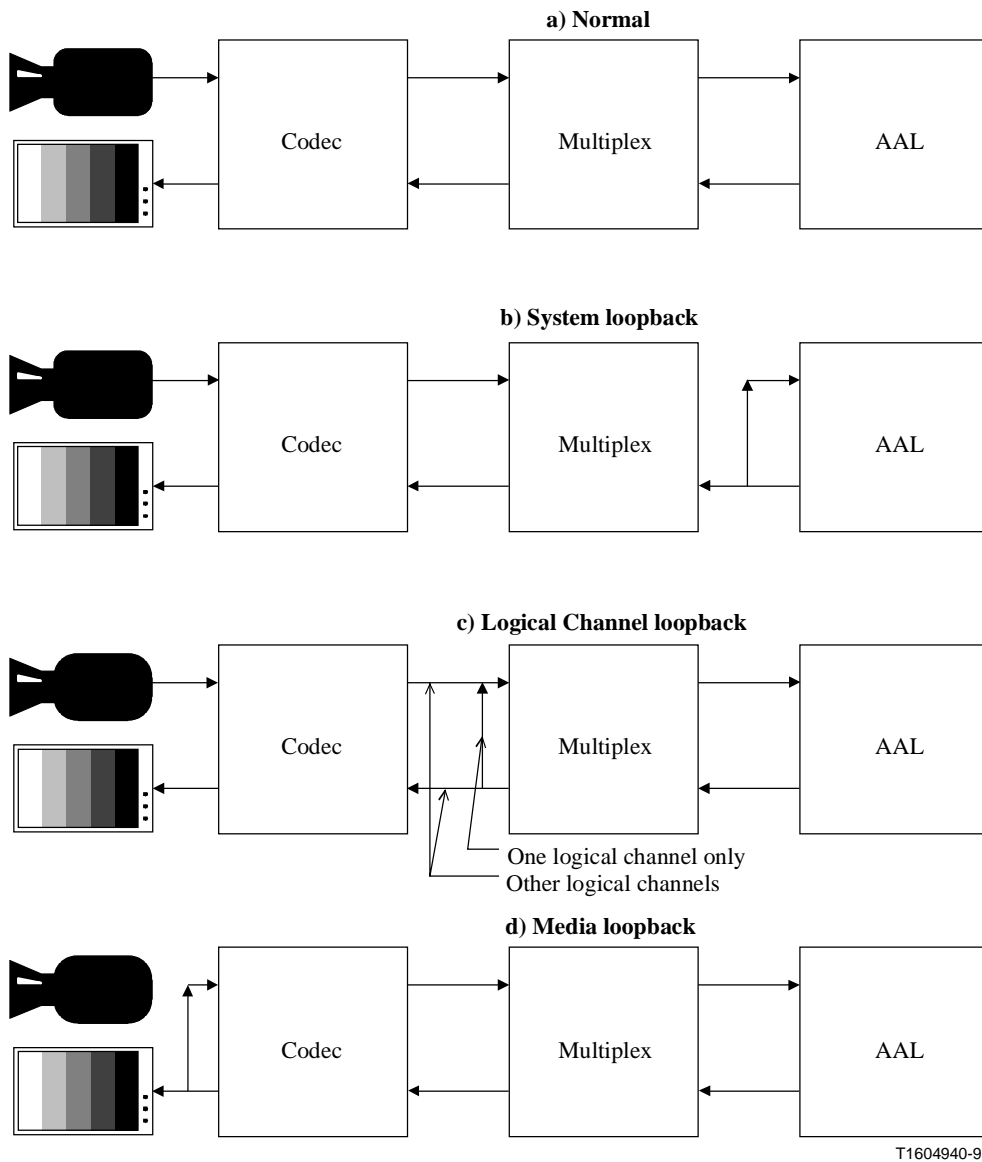 a) Normal
Codec
Multiplex
AAL
b) System loopback
Codec
Multiplex
AAL
c) Logical Channel loopback
Codec
Multiplex
AAL
One logical channel only
Other logical channels
d) Media loopback
Codec
Multiplex
AAL
T1604940-9